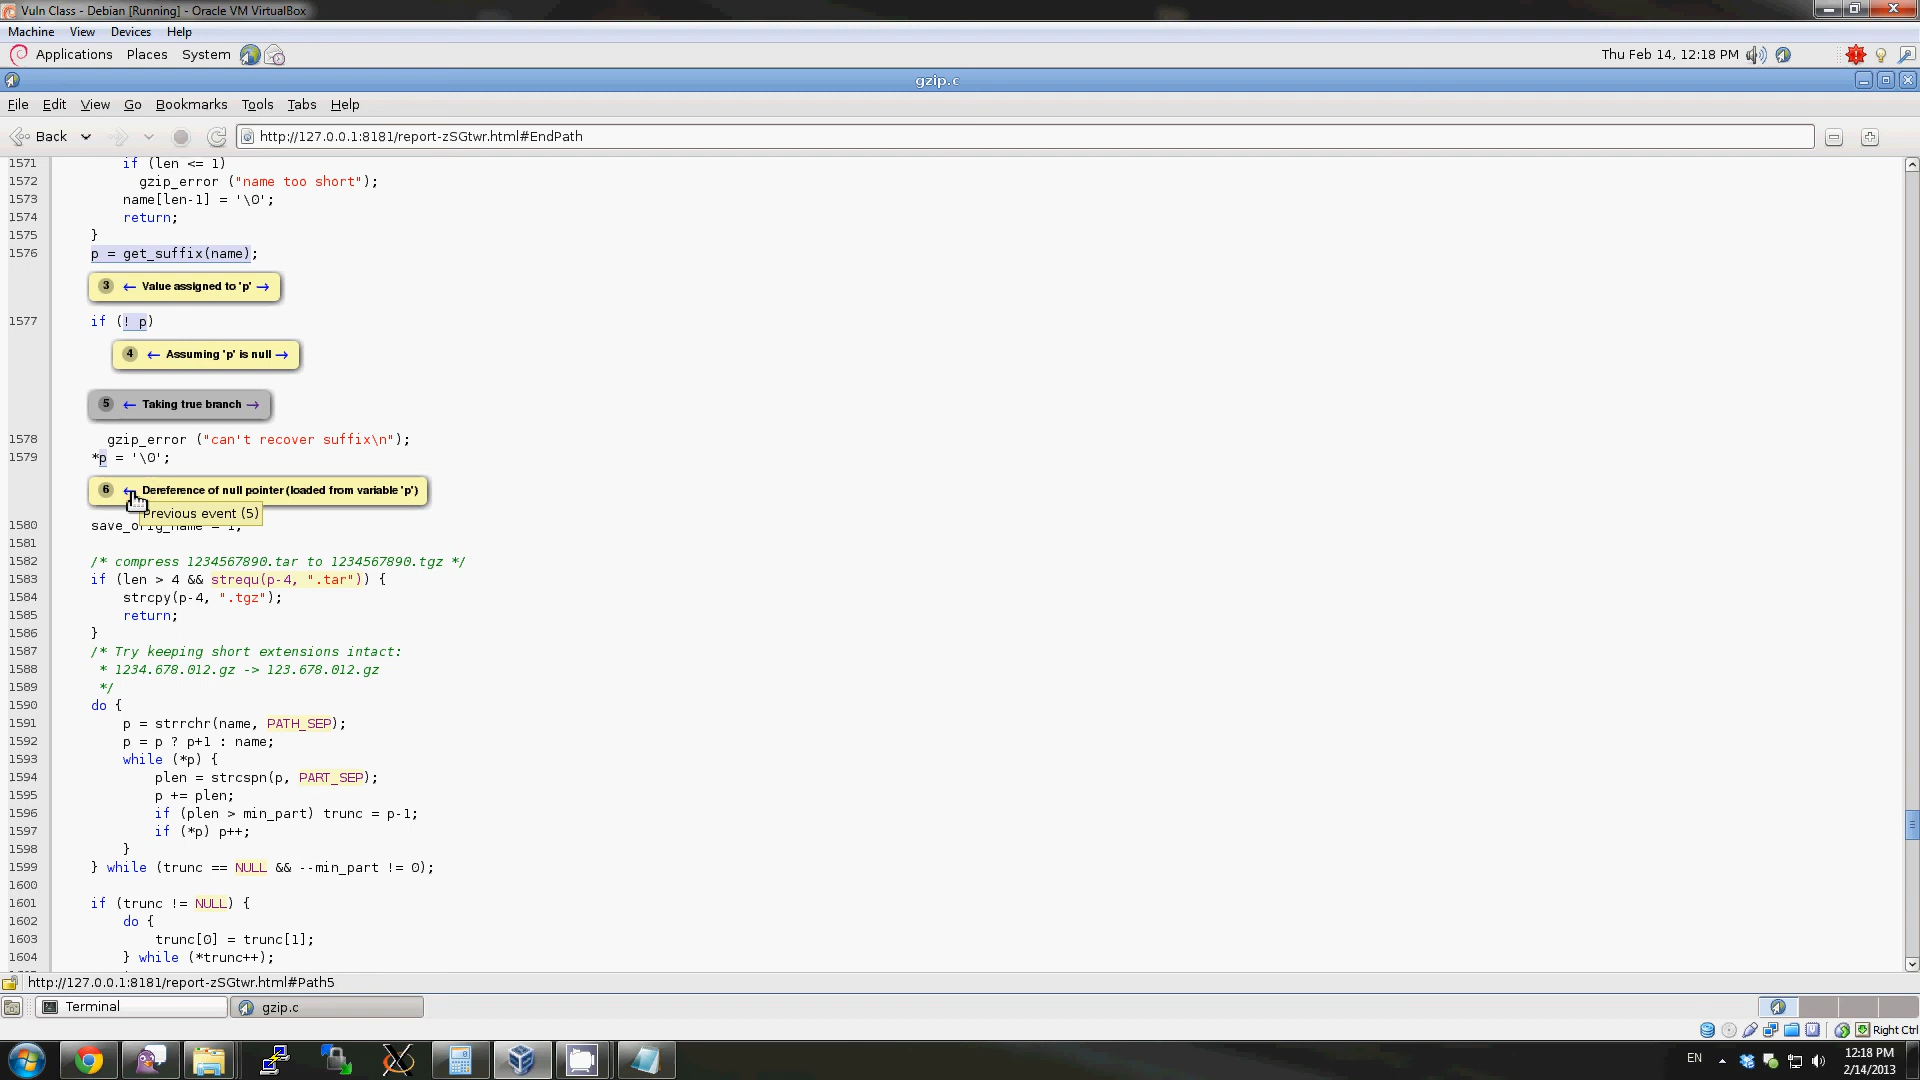 Vuln Class - Debian [Running] - Oracle VM VirtualBox
Machine View Devices Help
Applications Places System Thu Feb 14, 12:18 PM
gzip.c
File Edit View Go Bookmarks Tools Tabs Help
Back http://127.0.0.1:8181/report-zSGtwr.html#EndPath
1571 if (len <= 1)
1572 gzip_error ("name too short");
1573 name[len-1] = '\0';
1574 return;
1575 }
1576 p = get_suffix(name);
3 ← Value assigned to 'p' →
1577 if (! p)
4 ← Assuming 'p' is null →
5 ← Taking true branch →
1578 gzip_error ("can't recover suffix\n");
1579 *p = '\0';
6 ← Dereference of null pointer (loaded from variable 'p')
Previous event (5)
1580 save_orig_name = 1;
1581
1582 /* compress 1234567890.tar to 1234567890.tgz */
1583 if (len > 4 && strequ(p-4, ".tar")) {
1584 strcpy(p-4, ".tgz");
1585 return;
1586 }
1587 /* Try keeping short extensions intact:
1588 * 1234.678.012.gz -> 123.678.012.gz
1589 */
1590 do {
1591 p = strrchr(name, PATH_SEP);
1592 p = p ? p+1 : name;
1593 while (*p) {
1594 plen = strcspn(p, PART_SEP);
1595 p += plen;
1596 if (plen > min_part) trunc = p-1;
1597 if (*p) p++;
1598 }
1599 } while (trunc == NULL && --min_part != 0);
1600
1601 if (trunc != NULL) {
1602 do {
1603 trunc[0] = trunc[1];
1604 } while (*trunc++);
http://127.0.0.1:8181/report-zSGtwr.html#Path5
Terminal gzip.c
Right Ctrl
EN 12:18 PM
2/14/2013